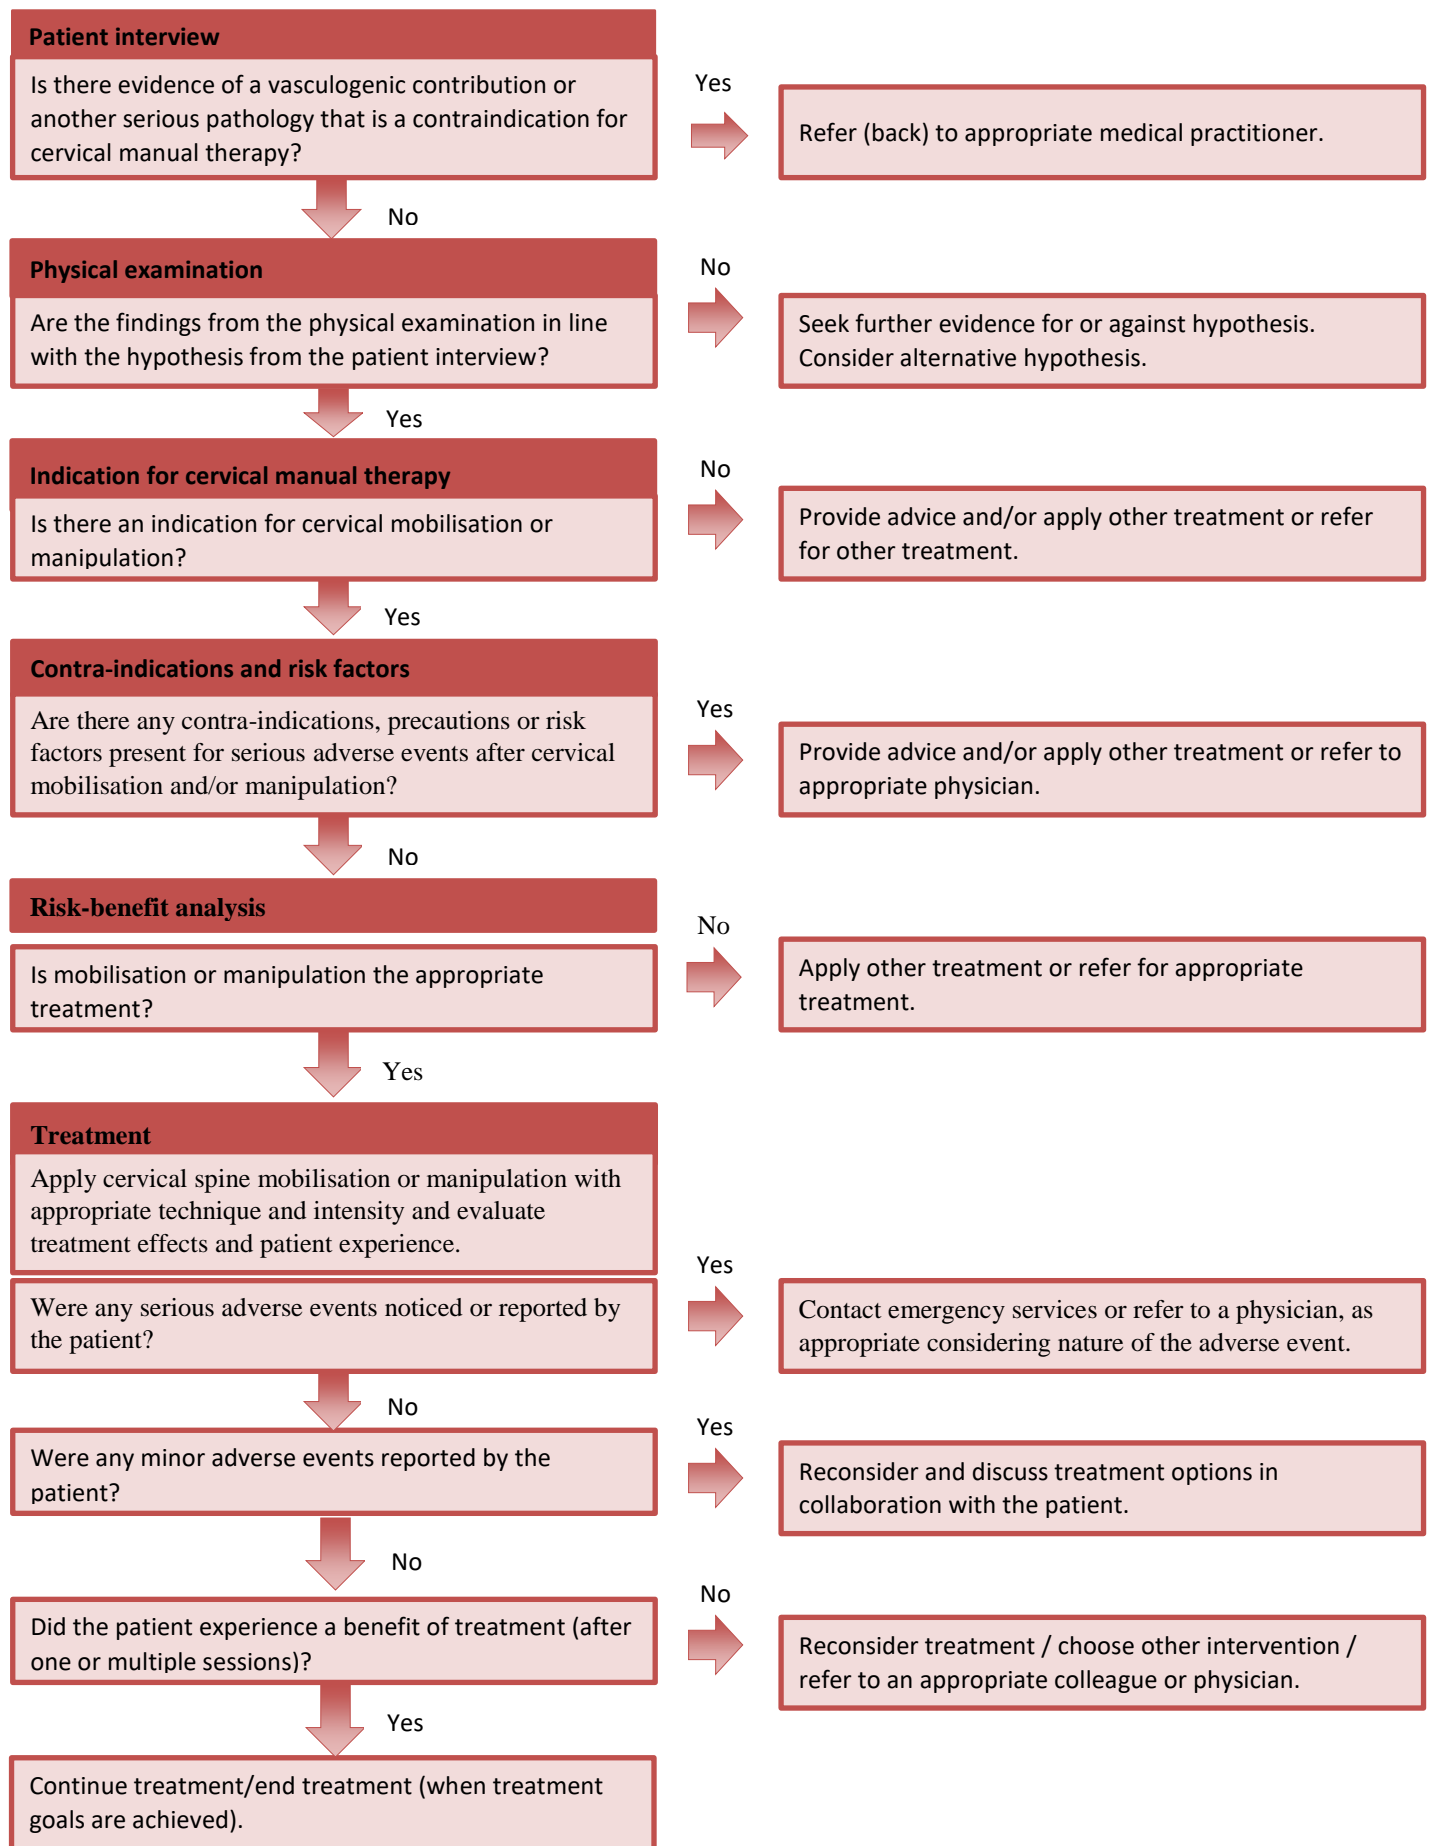 Patient interview
Is there evidence of a vasculogenic contribution or
another serious pathology that is a contraindication for
cervical manual therapy?
Yes
Refer (back) to appropriate medical practitioner.
No
Physical examination
Are the findings from the physical examination in line
with the hypothesis from the patient interview?
No
Seek further evidence for or against hypothesis.
Consider alternative hypothesis.
Yes
Indication for cervical manual therapy
Is there an indication for cervical mobilisation or
manipulation?
No
Provide advice and/or apply other treatment or refer
for other treatment.
Yes
Contra-indications and risk factors
Are there any contra-indications, precautions or risk
factors present for serious adverse events after cervical
mobilisation and/or manipulation?
Yes
Provide advice and/or apply other treatment or refer to
appropriate physician.
No
Risk-benefit analysis
Is mobilisation or manipulation the appropriate
treatment?
No
Apply other treatment or refer for appropriate
treatment.
Yes
Treatment
Apply cervical spine mobilisation or manipulation with
appropriate technique and intensity and evaluate
treatment effects and patient experience.
Were any serious adverse events noticed or reported by
the patient?
Yes
Contact emergency services or refer to a physician, as
appropriate considering nature of the adverse event.
No
Were any minor adverse events reported by the
patient?
Yes
Reconsider and discuss treatment options in
collaboration with the patient.
No
Did the patient experience a benefit of treatment (after
one or multiple sessions)?
No
Reconsider treatment / choose other intervention /
refer to an appropriate colleague or physician.
Yes
Continue treatment/end treatment (when treatment
goals are achieved).